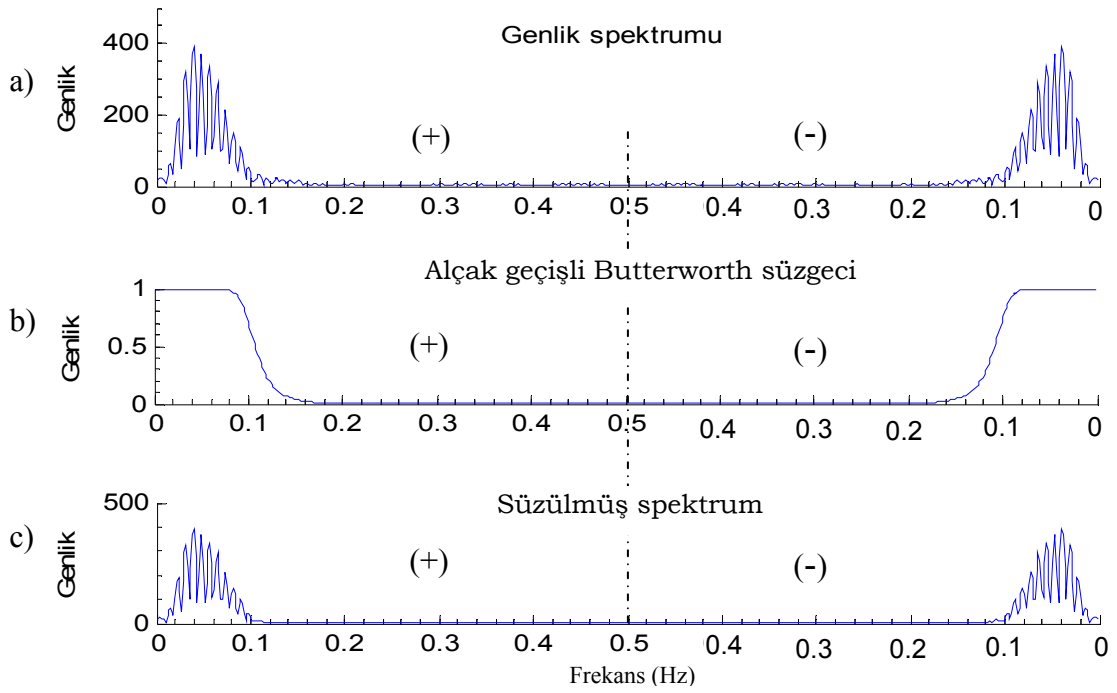 Genlik spektrumu
a)
Genlik
400
200
0
(+)
(-)
0 0.1 0.2 0.3 0.4 0.5 0.4 0.3 0.2 0.1 0
Alçak geçişli Butterworth süzgeci
b)
Genlik
1
0.5
0
(+)
(-)
0 0.1 0.2 0.3 0.4 0.5 0.4 0.3 0.2 0.1 0
Süzülmüş spektrum
c)
Genlik
500
0
(+)
(-)
0 0.1 0.2 0.3 0.4 0.5 0.4 0.3 0.2 0.1 0
Frekans (Hz)